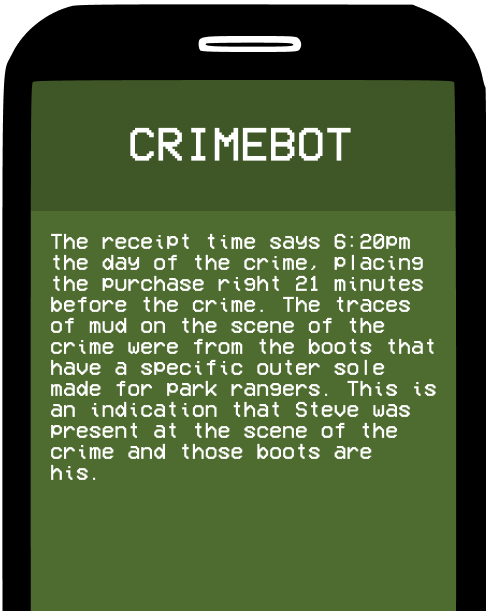 CRIMEBOT
The receipt time says 6:20pm
the day of the crime, placing
the purchase right 21 minutes
before the crime. The traces
of mud on the scene of the
crime were from the boots that
have a specific outer sole
made for park rangers. This is
an indication that Steve was
present at the scene of the
crime and those boots are
his.